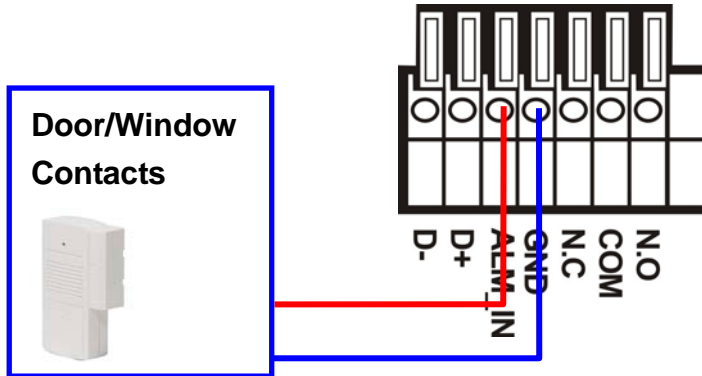 Door/Window
Contacts
D-
D+
ALM_IN
GND
N.C
COM
N.O